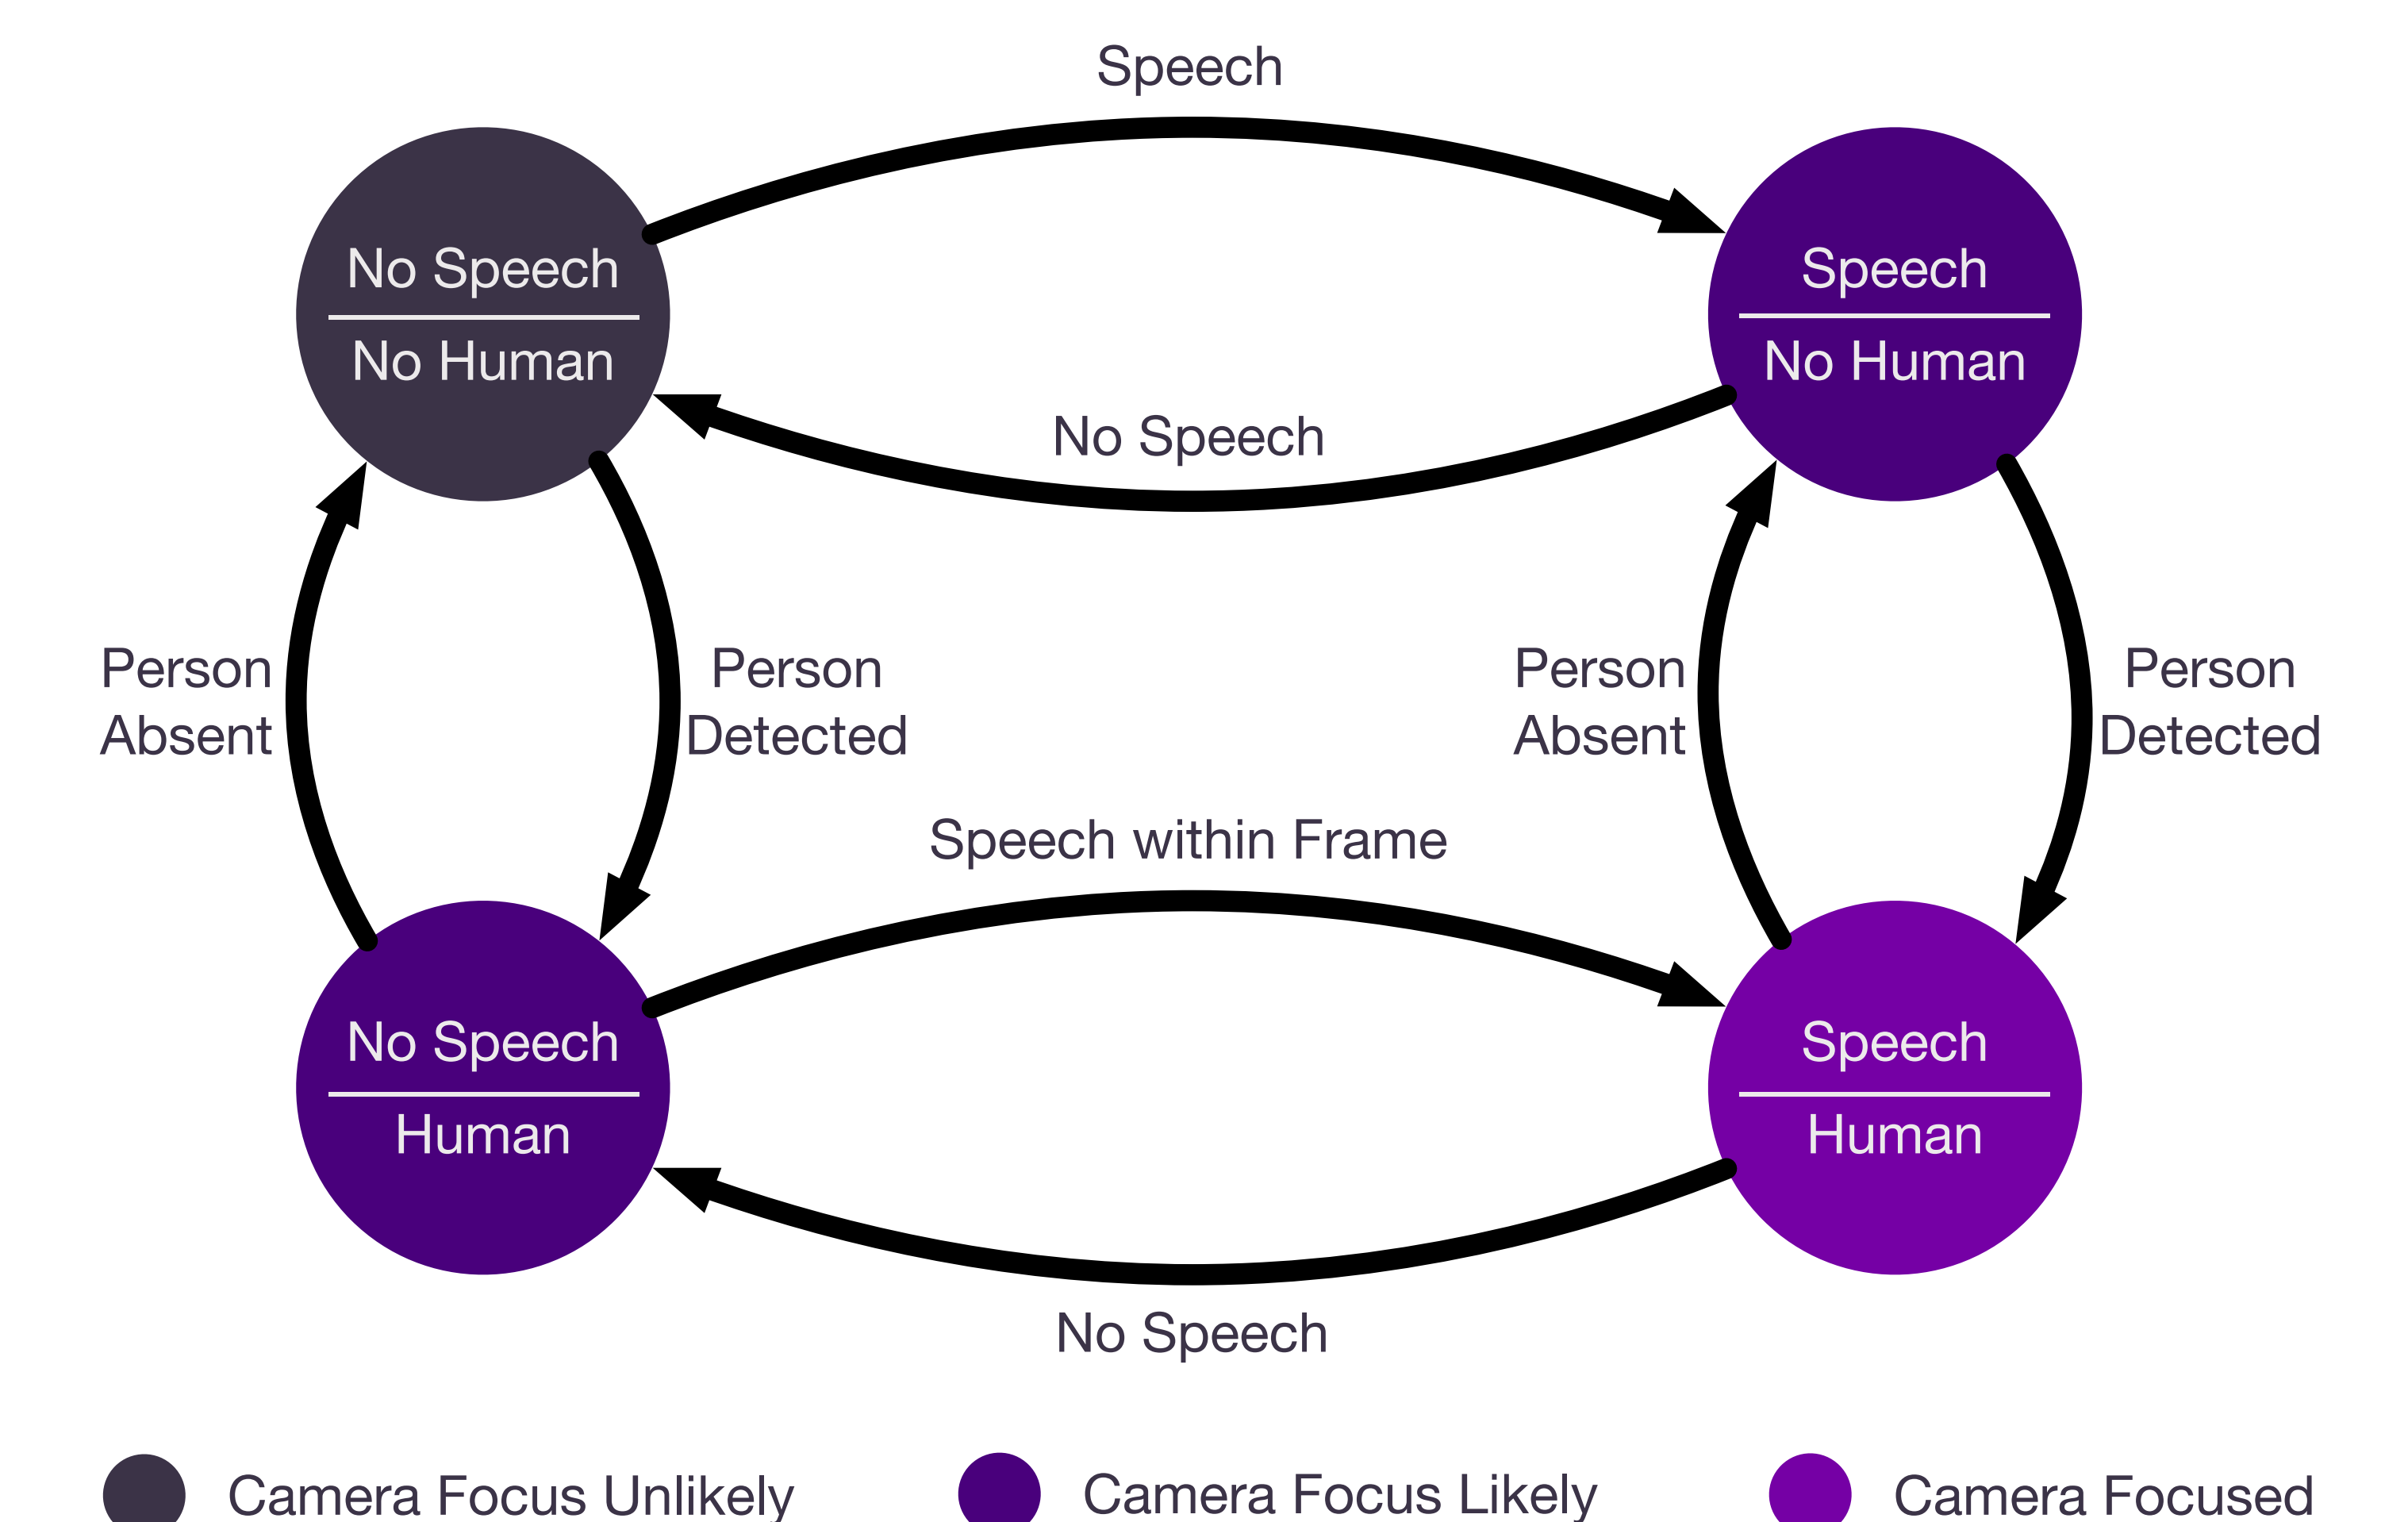 Speech
No Speech
No Human
Speech
No Human
No Speech
Person
Absent
Person
Detected
Person
Absent
Person
Detected
Speech within Frame
No Speech
Human
Speech
Human
No Speech
Camera Focus Unlikely
Camera Focus Likely
Camera Focused